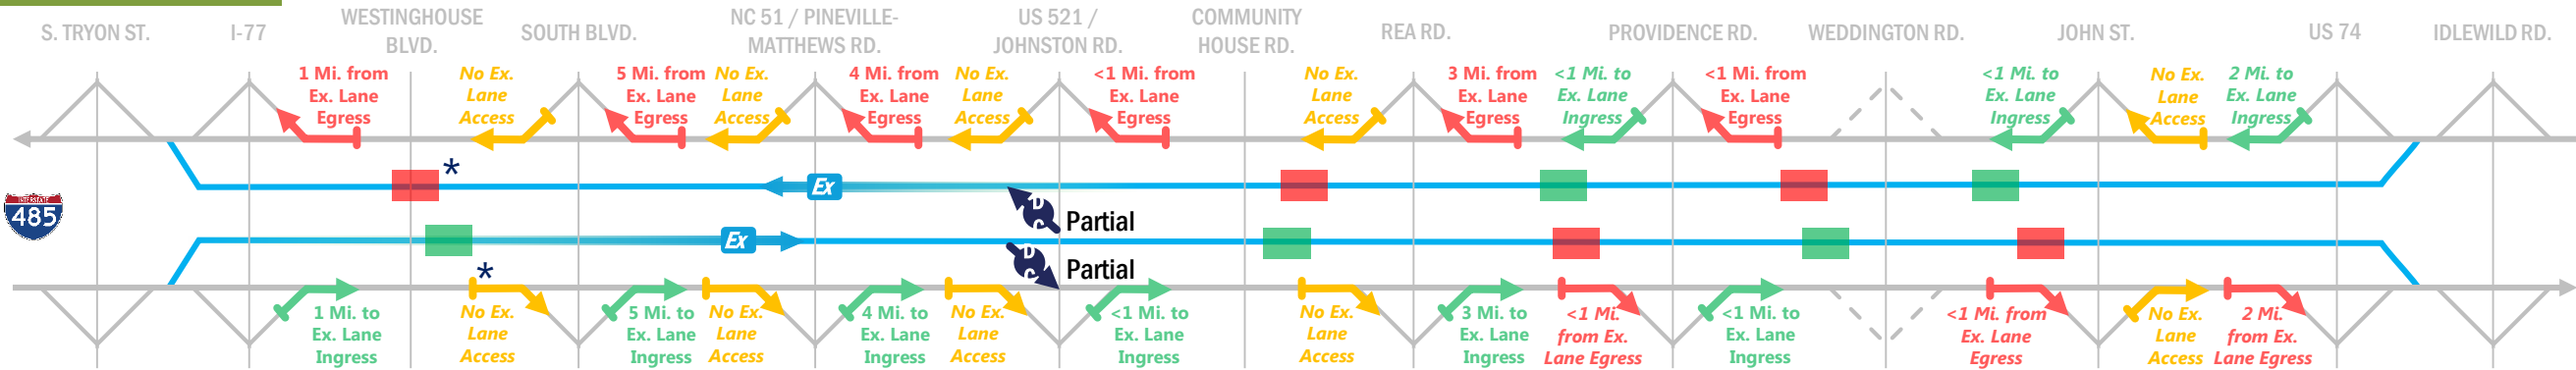 S. TRYON ST.
I-77
WESTINGHOUSE
BLVD.
SOUTH BLVD.
NC 51 / PINEVILLE-
MATTHEWS RD.
US 521 /
JOHNSTON RD.
COMMUNITY
HOUSE RD.
REA RD.
PROVIDENCE RD.
WEDDINGTON RD.
JOHN ST.
US 74
IDLEWILD RD.
1 Mi. from
Ex. Lane
Egress
No Ex.
Lane
Access
5 Mi. from
Ex. Lane
Egress
No Ex.
Lane
Access
4 Mi. from
Ex. Lane
Egress
No Ex.
Lane
Access
<1 Mi. from
Ex. Lane
Egress
No Ex.
Lane
Access
3 Mi. from
Ex. Lane
Egress
<1 Mi. to
Ex. Lane
Ingress
<1 Mi. from
Ex. Lane
Egress
<1 Mi. to
Ex. Lane
Ingress
No Ex.
Lane
Access
2 Mi. to
Ex. Lane
Ingress
*
Ex
D
C
Partial
INTERSTATE
485
Ex
D
C
Partial
*
1 Mi. to
Ex. Lane
Ingress
No Ex.
Lane
Access
5 Mi. to
Ex. Lane
Ingress
No Ex.
Lane
Access
4 Mi. to
Ex. Lane
Ingress
No Ex.
Lane
Access
<1 Mi. to
Ex. Lane
Ingress
No Ex.
Lane
Access
3 Mi. to
Ex. Lane
Ingress
<1 Mi.
from Ex.
Lane Egress
<1 Mi. to
Ex. Lane
Ingress
<1 Mi. from
Ex. Lane
Egress
No Ex.
Lane
Access
2 Mi.
from Ex.
Lane Egress